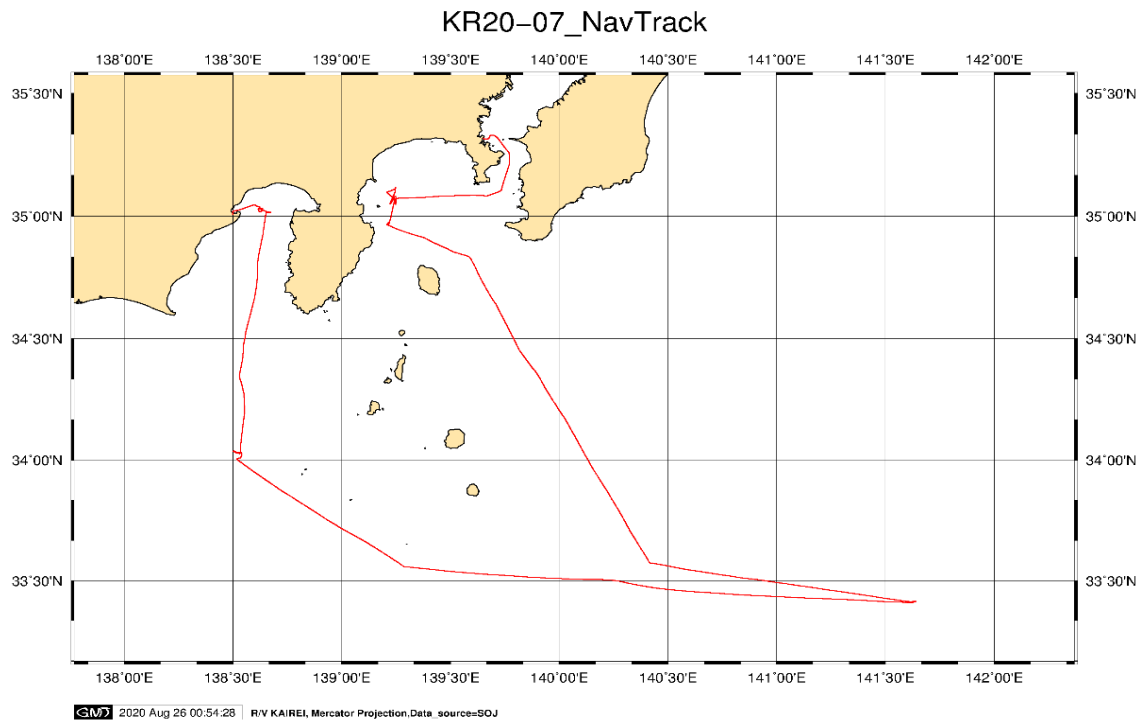 KR20−07_NavTrack
138˚00'E 138˚30'E 139˚00'E 139˚30'E 140˚00'E 140˚30'E 141˚00'E 141˚30'E 142˚00'E
35˚30'N 35˚30'N
35˚00'N 35˚00'N
34˚30'N 34˚30'N
34˚00'N 34˚00'N
33˚30'N 33˚30'N
138˚00'E 138˚30'E 139˚00'E 139˚30'E 140˚00'E 140˚30'E 141˚00'E 141˚30'E 142˚00'E
GMT 2020 Aug 26 00:54:28 R/V KAIREI, Mercator Projection,Data_source=SOJ